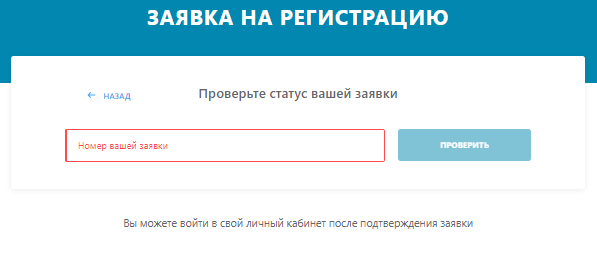 ЗАЯВКА НА РЕГИСТРАЦИЮ
← НАЗАД
Проверьте статус вашей заявки
Номер вашей заявки
ПРОВЕРИТЬ
Вы можете войти в свой личный кабинет после подтверждения заявки